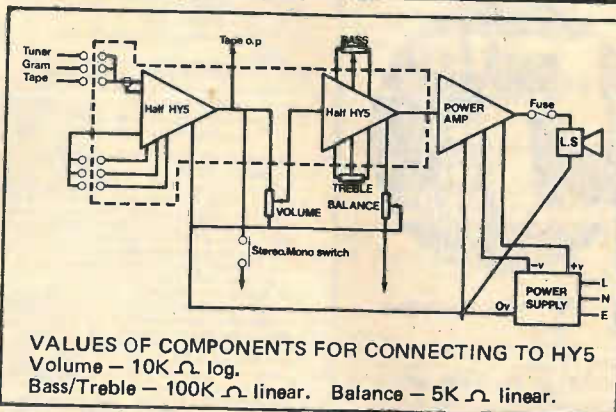 Tape o.p
BASS
Tuner
Gram
Tape
Half HY5
Half HY5
POWER
AMP
Fuse
L.S
TREBLE
VOLUME
BALANCE
Stereo.Mono switch
-v
+v
Ov
POWER
SUPPLY
L
N
E
VALUES OF COMPONENTS FOR CONNECTING TO HY5
Volume — 10K Ω log.
Bass/Treble — 100K Ω linear. Balance — 5K Ω linear.